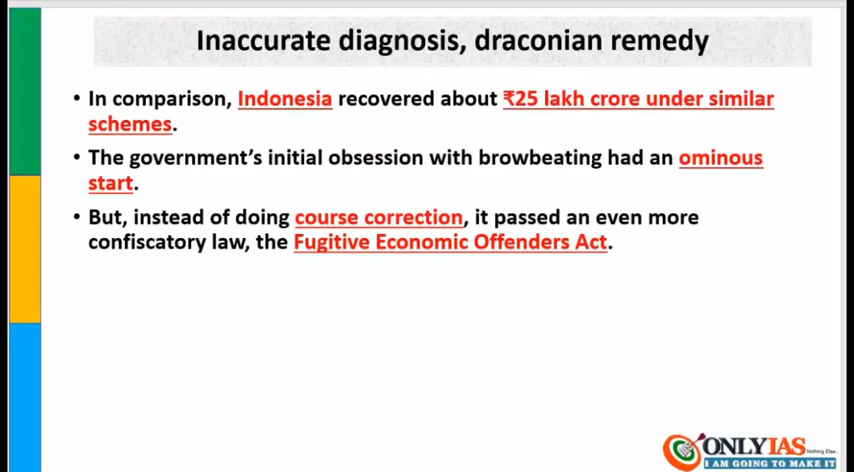 Inaccurate diagnosis, draconian remedy
• In comparison, Indonesia recovered about ₹25 lakh crore under similar
schemes.
• The government's initial obsession with browbeating had an ominous
start.
• But, instead of doing course correction, it passed an even more
confiscatory law, the Fugitive Economic Offenders Act.
ONLYIAS
Nothing Else..
I AM GOING TO MAKE IT